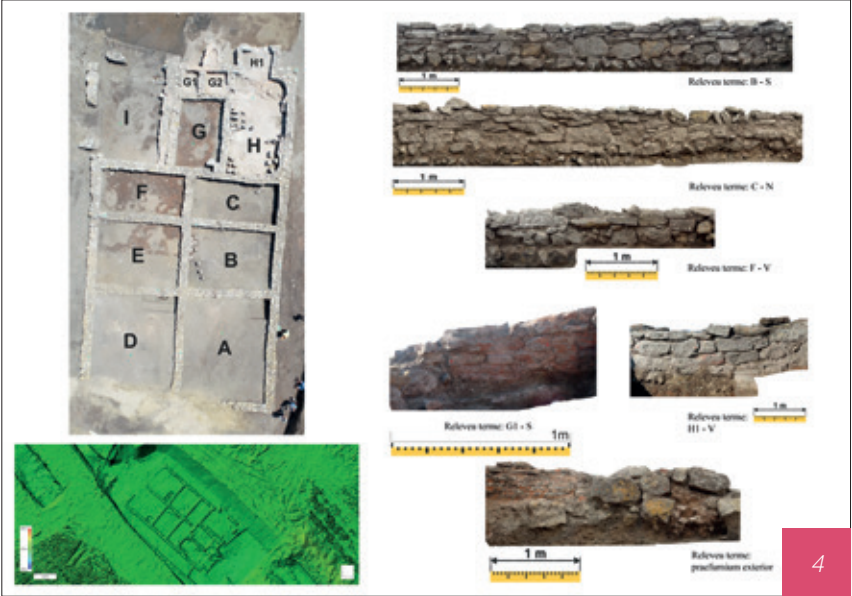 H1
G1 G2
I
G
H
F
C
E
B
D
A
1 m
Releveu terme: B - S
1 m
Releveu terme: C - N
1 m
Releveu terme: F - V
Releveu terme: G1 - S
1m
Releveu terme:
H1 - V
1 m
1 m
Releveu terme:
praefurnium exterior
4